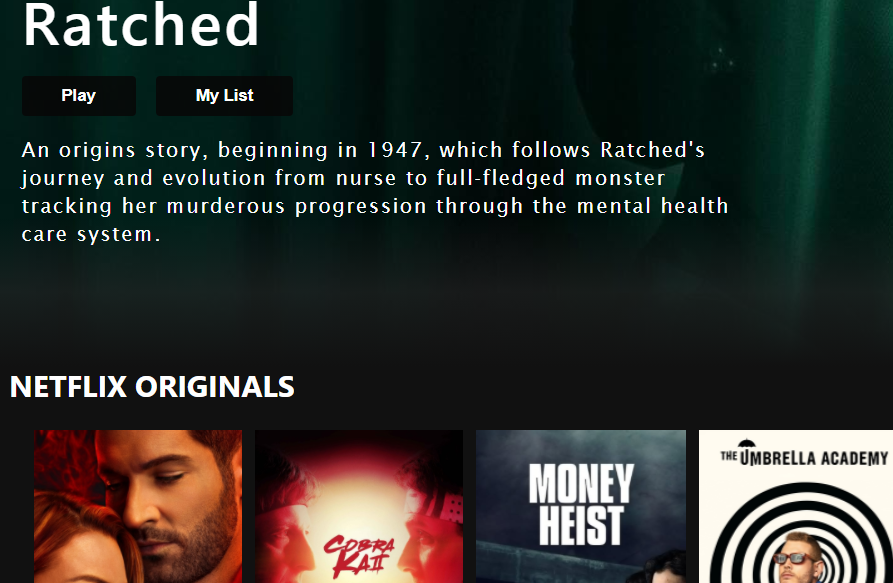 Ratched
Play
My List
An origins story, beginning in 1947, which follows Ratched's
journey and evolution from nurse to full-fledged monster
tracking her murderous progression through the mental health
care system.
NETFLIX ORIGINALS
COBRA
KAI
MONEY
HEIST
THE UMBRELLA ACADEMY